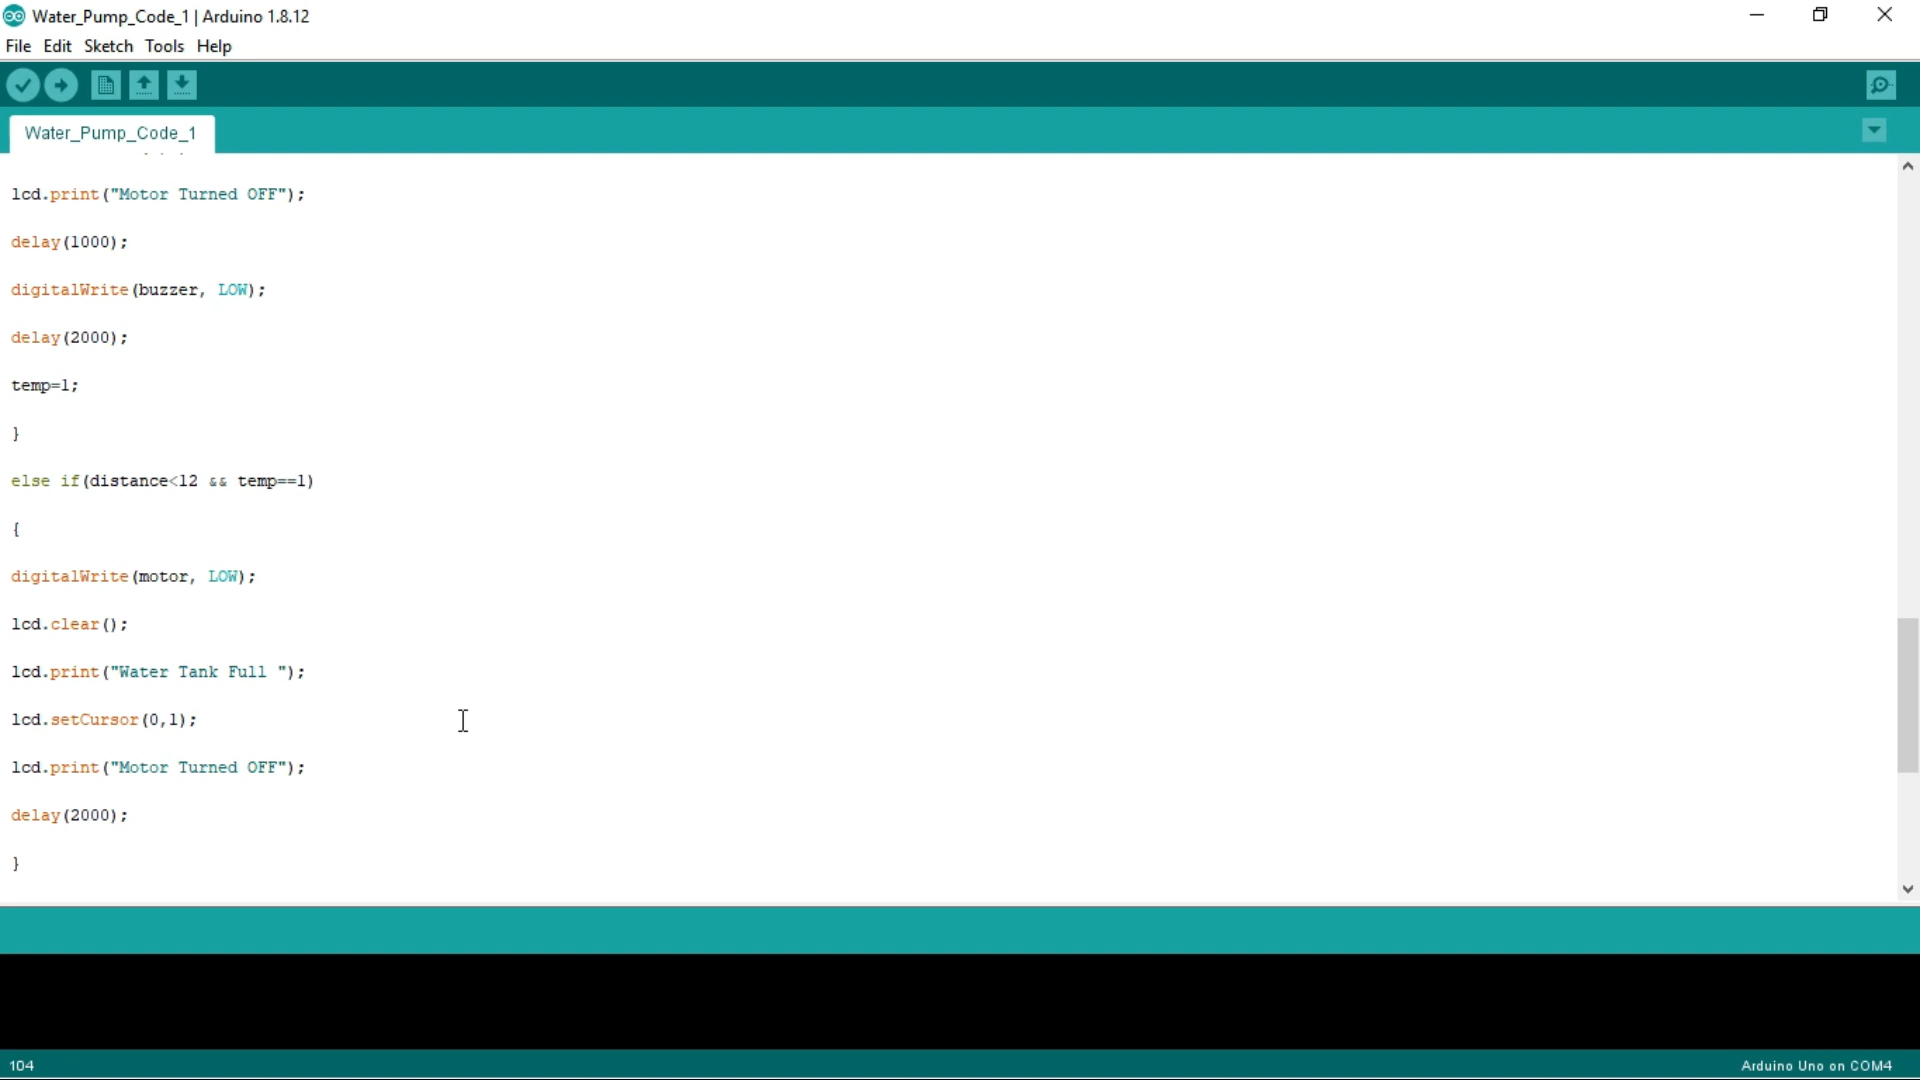 Water_Pump_Code_1 | Arduino 1.8.12
File Edit Sketch Tools Help
Water_Pump_Code_1
lcd.print("Motor Turned OFF");
delay(1000);
digitalWrite(buzzer, LOW);
delay(2000);
temp=1;
}
else if(distance<12 && temp==1)
{
digitalWrite(motor, LOW);
lcd.clear();
lcd.print("Water Tank Full ");
lcd.setCursor(0,1);
lcd.print("Motor Turned OFF");
delay(2000);
}
104
Arduino Uno on COM4